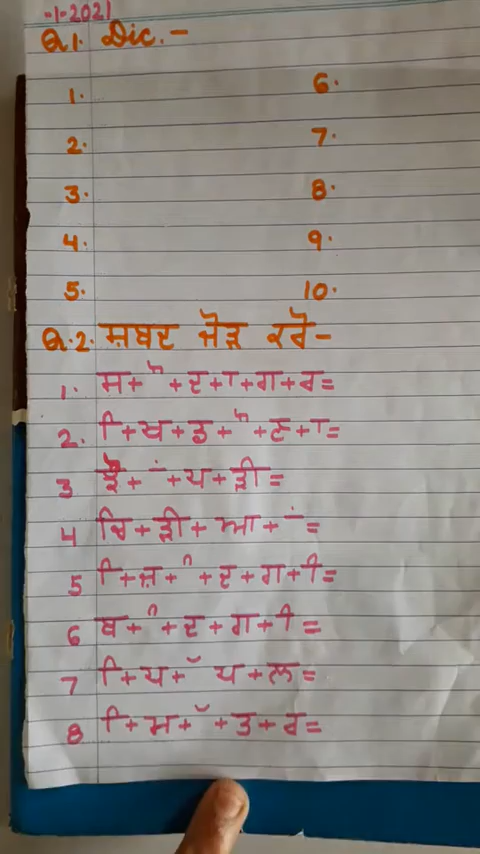 -1-2021
Q1. Dic.-
1. 6.
2. 7.
3. 8.
4. 9.
5. 10.
Q.2. ਸ਼ਬਦ ਜੋੜ ਕਰੋ-
1. ਸ+ੌ+ਦ+ਾ+ਗ+ਰ=
2. ਿ+ਖ+ਡ+ੌ+ਣ+ਾ=
3 +ਂ+ਪ+ੜੀ=
4 ਚਿ+ੜੀ+ਆ+ਂ=
5 ਿ+ਜ਼+ੰ+ਦ+ਗ+ੀ=
6 ਬ+ੰ+ਦ+ਗ+ੀ=
7 ਿ+ਪ+ੱ ਪ+ਲ=
8 ਿ+ਮ+ੱ+ਤ+ਰ=